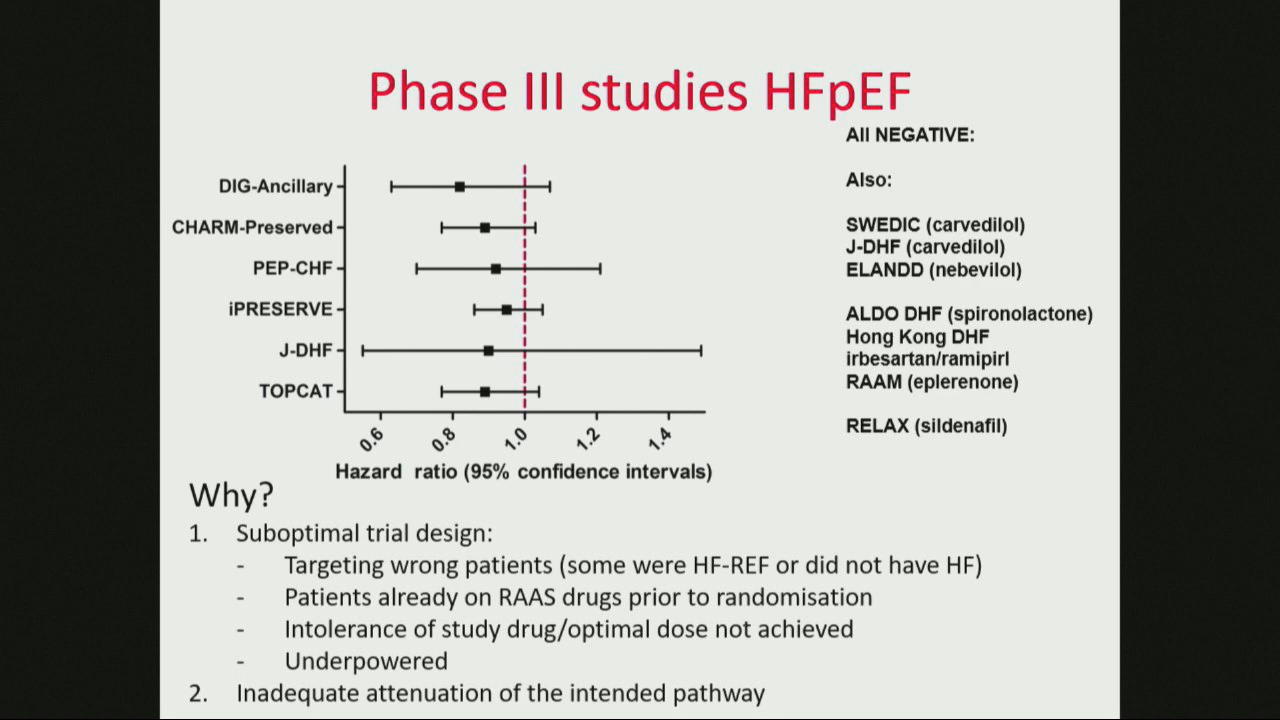 Phase III studies HFpEF
All NEGATIVE:
Also:
SWEDIC (carvedilol)
J-DHF (carvedilol)
ELANDD (nebevilol)
ALDO DHF (spironolactone)
Hong Kong DHF
irbesartan/ramipirl
RAAM (eplerenone)
RELAX (sildenafil)
DIG-Ancillary
CHARM-Preserved
PEP-CHF
iPRESERVE
J-DHF
TOPCAT
0.6 0.8 1.0 1.2 1.4
Hazard ratio (95% confidence intervals)
Why?
1. Suboptimal trial design:
- Targeting wrong patients (some were HF-REF or did not have HF)
- Patients already on RAAS drugs prior to randomisation
- Intolerance of study drug/optimal dose not achieved
- Underpowered
2. Inadequate attenuation of the intended pathway